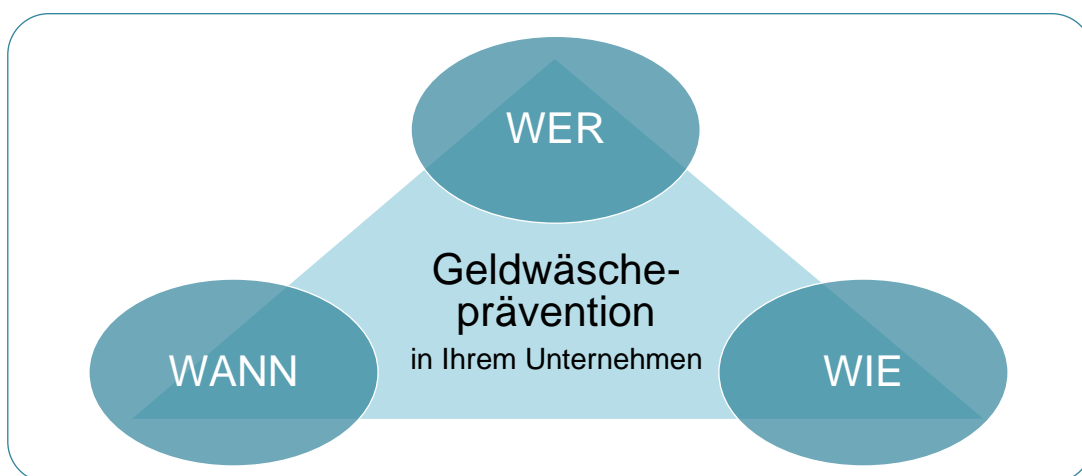 WER
Geldwäsche-
prävention
in Ihrem Unternehmen
WANN
WIE